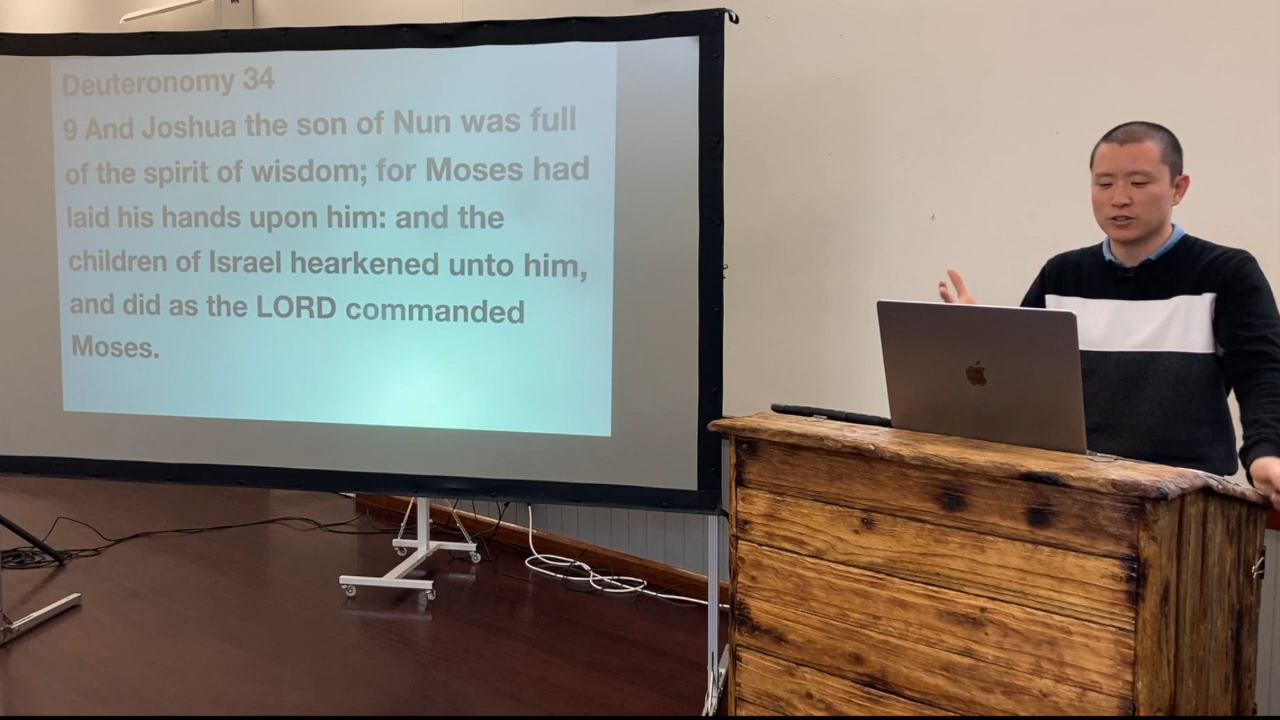 Deuteronomy 34
9 And Joshua the son of Nun was full
of the spirit of wisdom; for Moses had
laid his hands upon him: and the
children of Israel hearkened unto him,
and did as the LORD commanded
Moses.